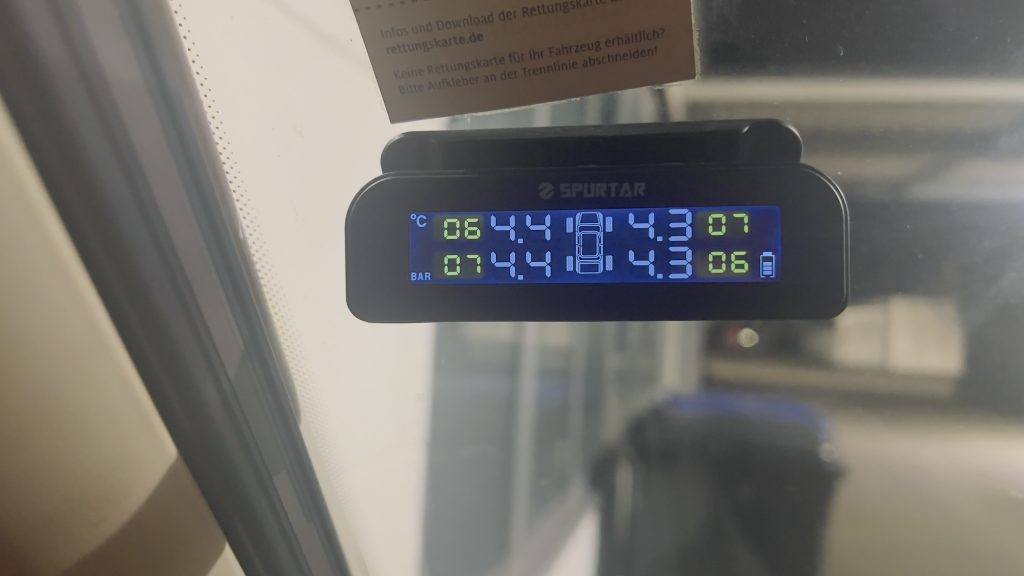 Infos und Download der Rettungskarte
rettungskarte.de
Keine Rettungskarte für Ihr Fahrzeug erhältlich?
Bitte Aufkleber an der Trennlinie abschneiden!
SPURTAR
°C 06 4.4 4.3 07
BAR 07 4.4 4.3 06